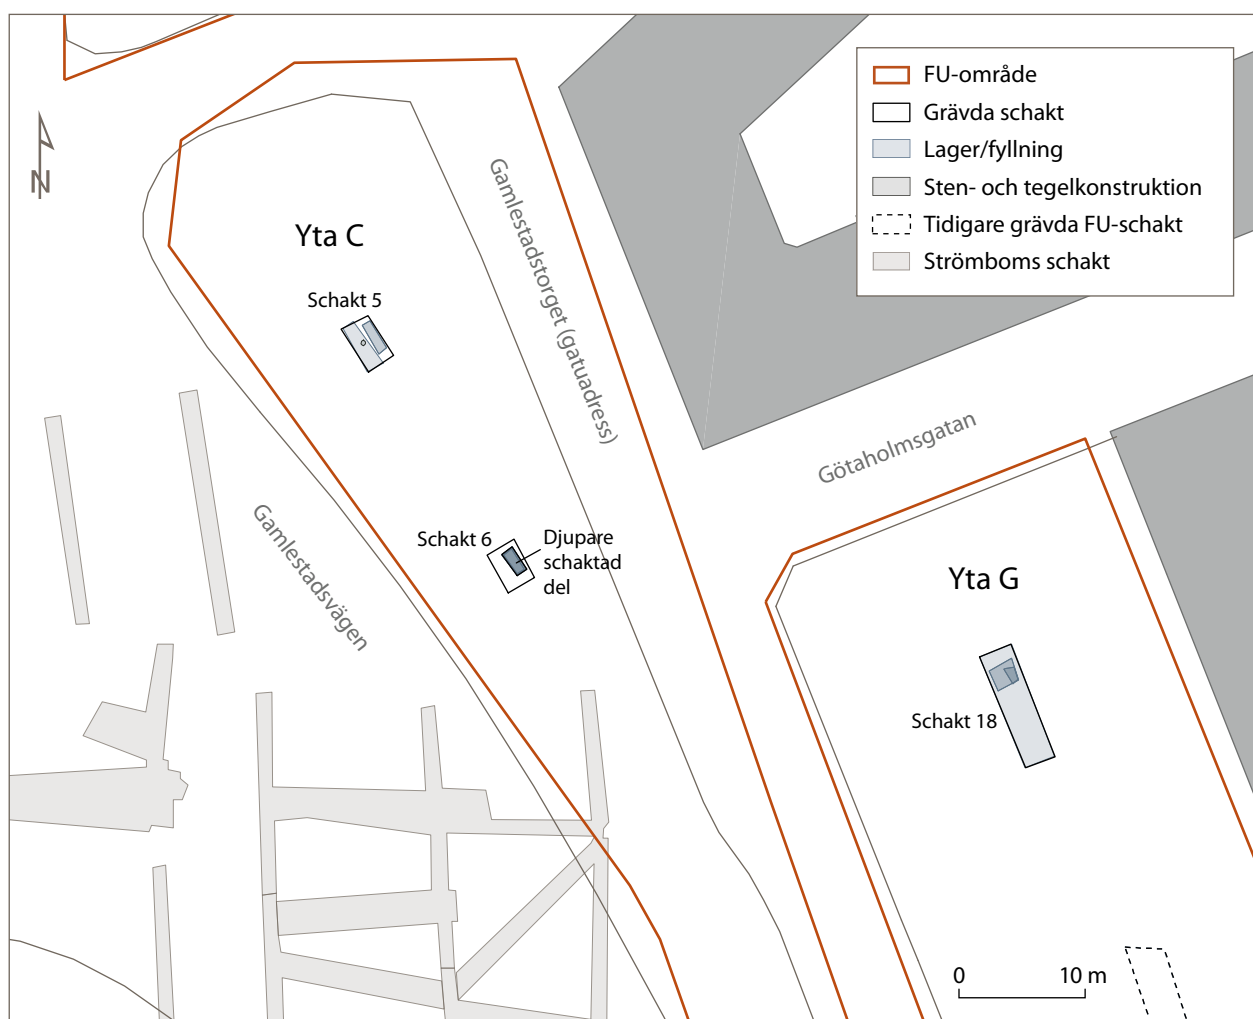 FU-område
Grävda schakt
Lager/fyllning
Sten- och tegelkonstruktion
Tidigare grävda FU-schakt
Strömboms schakt
N
Yta C
Schakt 5
Gamlestadstorget (gatuadress)
Götaholmsgatan
Gamlestadsvägen
Schakt 6
Djupare
schaktad
del
Yta G
Schakt 18
0 10 m